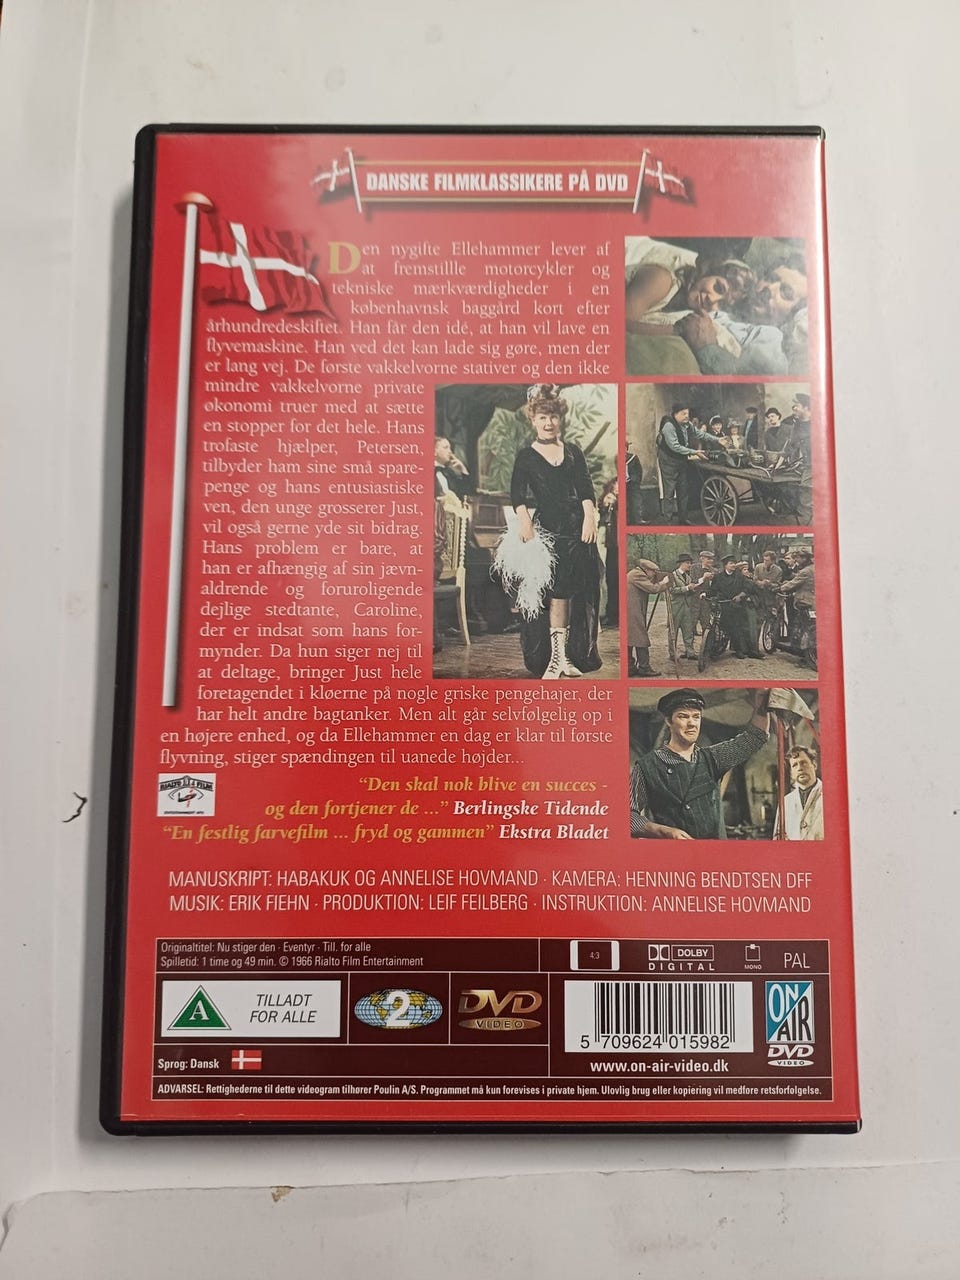 DANSKE FILMKLASSIKERE PÅ DVD
Den nygifte Ellehammer lever af
at fremstillle motorcykler og
tekniske mærkværdigheder i en
københavnsk baggård kort efter
århundredeskiftet. Han får den idé, at han vil lave en
flyvemaskine. Han ved det kan lade sig gøre, men der
er lang vej. De første vakkelvorne stativer og den ikke
mindre vakkelvorne private
økonomi truer med at sætte
en stopper for det hele. Hans
trofaste hjælper, Petersen,
tilbyder ham sine små spare-
penge og hans entusiastiske
ven, den unge grosserer Just,
vil også gerne yde sit bidrag.
Hans problem er bare, at
han er afhængig af sin jævn-
aldrende og foruroligende
dejlige stedtante, Caroline,
der er indsat som hans for-
mynder. Da hun siger nej til
at deltage, bringer Just hele
foretagendet i kløerne på nogle griske pengehajer, der
har helt andre bagtanker. Men alt går selvfølgelig op i
en højere enhed, og da Ellehammer en dag er klar til første
flyvning, stiger spændingen til uanede højder...
"Den skal nok blive en succes -
og den fortjener de ..." Berlingske Tidende
"En festlig farvefilm ... fryd og gammen" Ekstra Bladet
RIALTO FILM
ENTERTAINMENT APS
MANUSKRIPT: HABAKUK OG ANNELISE HOVMAND · KAMERA: HENNING BENDTSEN DFF
MUSIK: ERIK FIEHN · PRODUKTION: LEIF FEILBERG · INSTRUKTION: ANNELISE HOVMAND
Originaltitel: Nu stiger den · Eventyr · Till. for alle
Spilletid: 1 time og 49 min. © 1966 Rialto Film Entertainment
4:3
DOLBY
DIGITAL
MONO
PAL
A
TILLADT
FOR ALLE
2
DVD
VIDEO
5 709624 015982
www.on-air-video.dk
ON
AIR
DVD
VIDEO
Sprog: Dansk
ADVARSEL: Rettighederne til dette videogram tilhører Poulin A/S. Programmet må kun forevises i private hjem. Ulovlig brug eller kopiering vil medføre retsforfølgelse.